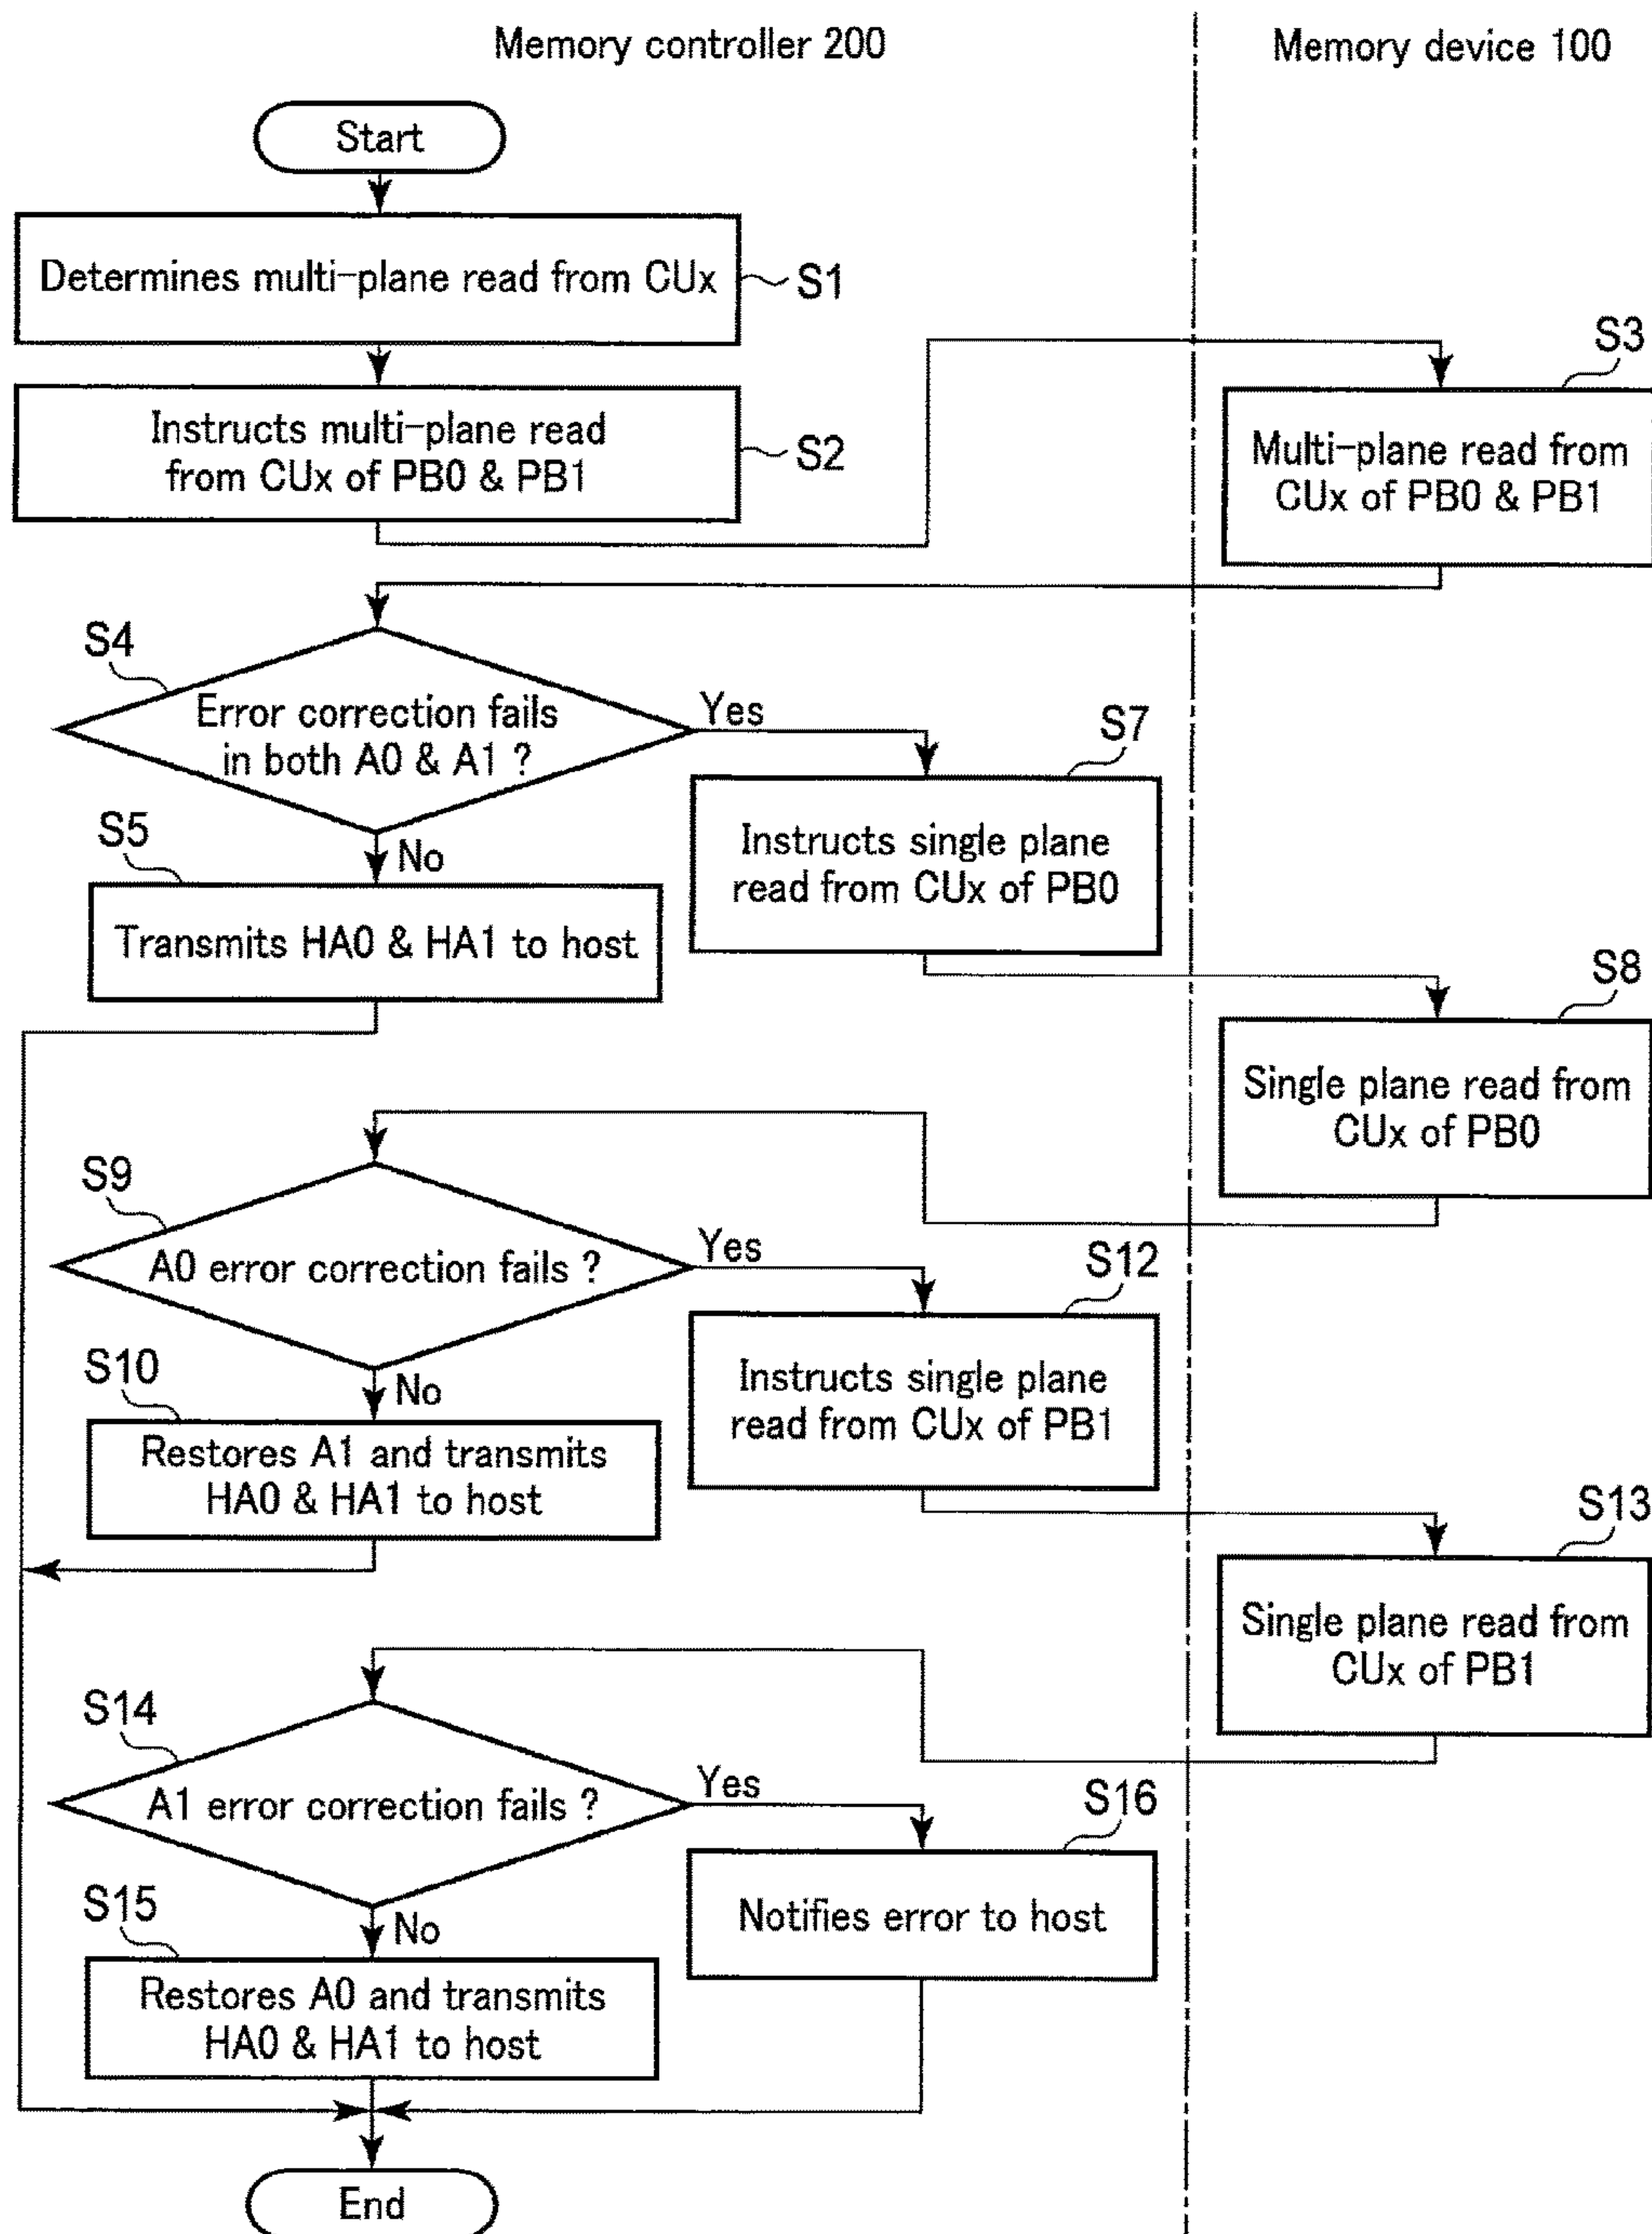 Memory controller 200
Memory device 100
Start
Determines multi-plane read from CUx
S1
Instructs multi-plane read
from CUx of PB0 & PB1
S2
S3
Multi-plane read from
CUx of PB0 & PB1
S4
Error correction fails
in both A0 & A1 ?
Yes
No
S7
Instructs single plane
read from CUx of PB0
S5
Transmits HA0 & HA1 to host
S8
Single plane read from
CUx of PB0
S9
A0 error correction fails ?
Yes
No
S12
Instructs single plane
read from CUx of PB1
S10
Restores A1 and transmits
HA0 & HA1 to host
S13
Single plane read from
CUx of PB1
S14
A1 error correction fails ?
Yes
No
S16
Notifies error to host
S15
Restores A0 and transmits
HA0 & HA1 to host
End